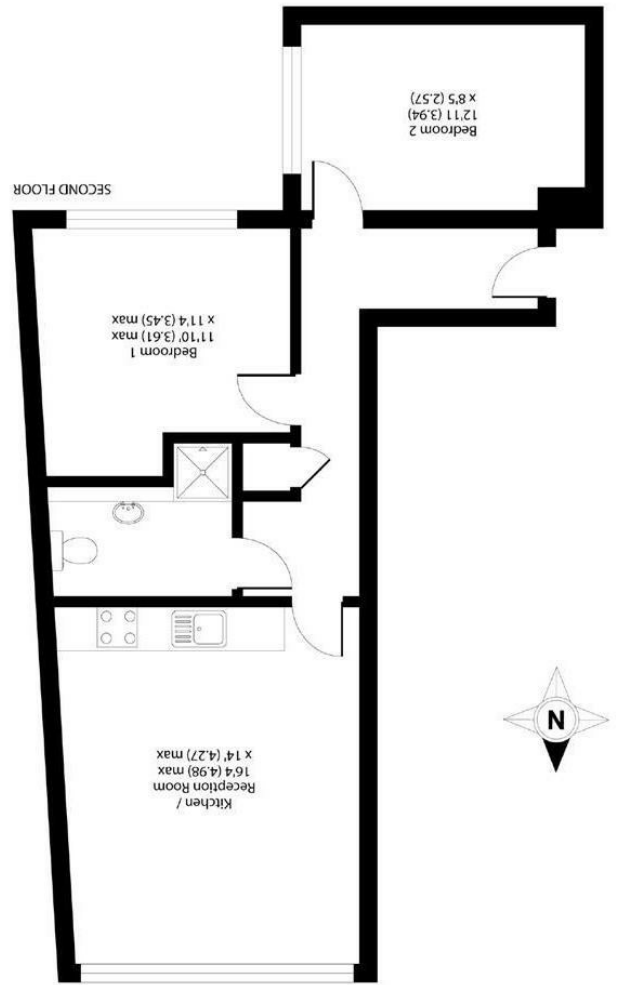 Kitchen /
Reception Room
16'4 (4.98) max
x 14' (4.27) max
N
Bedroom 1
11'10' (3.61) max
x 11'4 (3.45) max
SECOND FLOOR
Bedroom 2
12'11 (3.94)
x 8'5 (2.57)